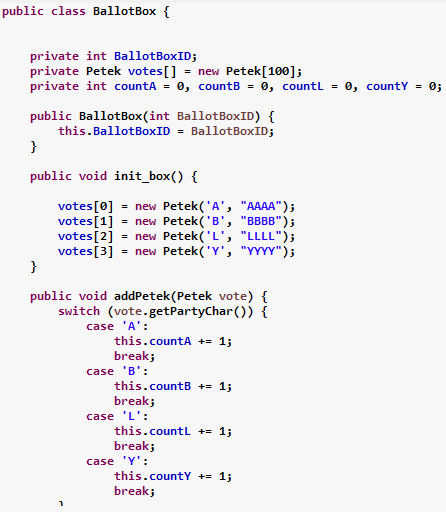 public class BallotBox {
private int BallotBoxID;
private Petek votes[] = new Petek[100];
private int countA = 0, countB = 0, countL = 0, countY = 0;
public BallotBox(int BallotBoxID) {
this.BallotBoxID = BallotBoxID;
}
public void init_box() {
votes[0] = new Petek('A', "AAAA");
votes[1] = new Petek('B', "BBBB");
votes[2] = new Petek('L', "LLLL");
votes[3] = new Petek('Y', "YYYY");
}
public void addPetek(Petek vote) {
switch (vote.getPartyChar()) {
case 'A':
this.countA += 1;
break;
case 'B':
this.countB += 1;
break;
case 'L':
this.countL += 1;
break;
case 'Y':
this.countY += 1;
break;
}